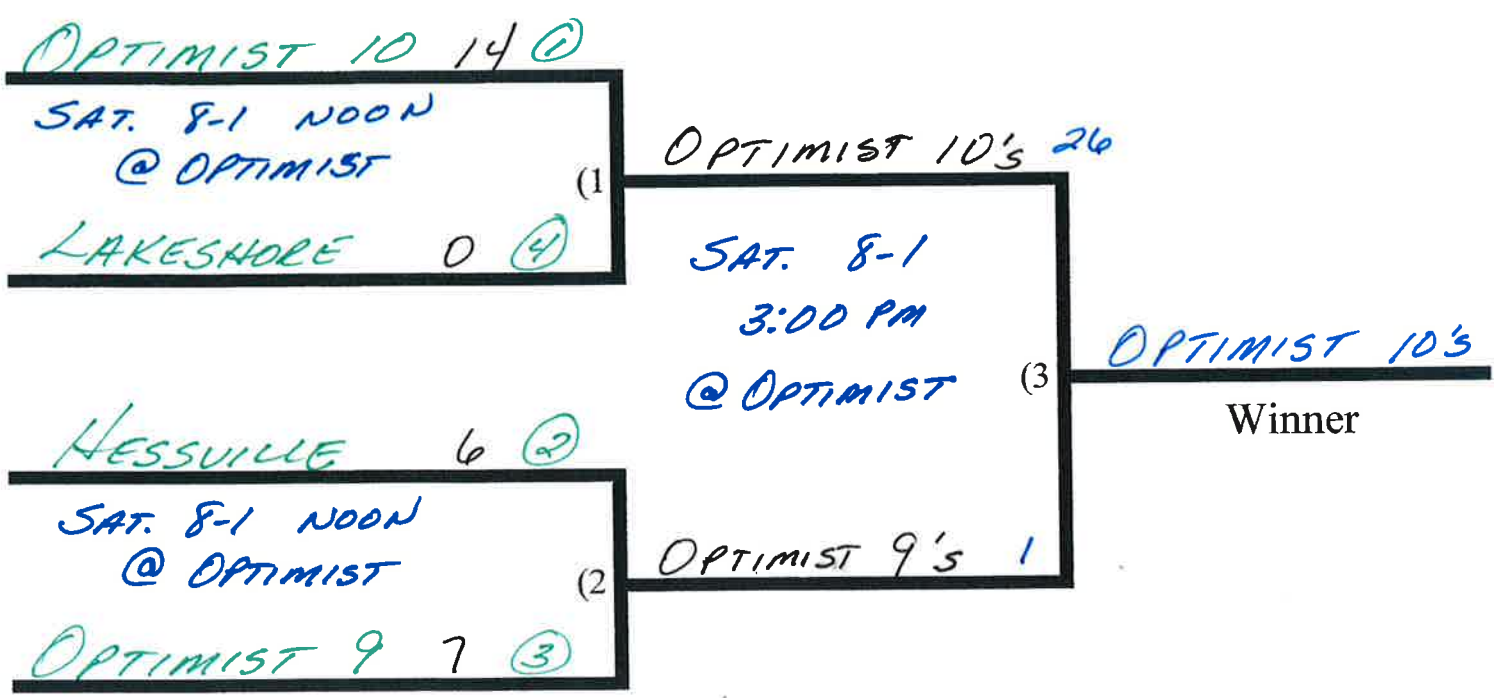 OPTIMIST 10 14 1
SAT. 8-1 NOON
@ OPTIMIST
(1
LAKESHORE 0 4
OPTIMIST 10's 26
SAT. 8-1
3:00 PM
@ OPTIMIST
(3
OPTIMIST 10's
Winner
HESSVILLE 6 2
SAT. 8-1 NOON
@ OPTIMIST
(2
OPTIMIST 9's 1
OPTIMIST 9 7 3